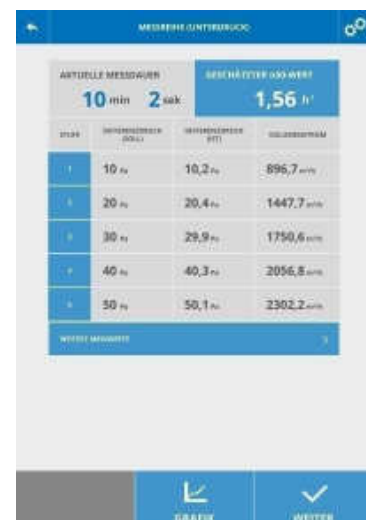 MESSREIHE (UNTERDRUCK)
AKTUELLE MESSDAUER
10 min 2 sek
GESCHÄTZTER n50-WERT
1,56 h⁻¹
STUFE DIFFERENZDRUCK (SOLL) DIFFERENZDRUCK (IST) VOLUMENSTROM
1 10 Pa 10,2 Pa 896,7 m³/h
2 20 Pa 20,4 Pa 1447,7 m³/h
3 30 Pa 29,9 Pa 1750,6 m³/h
4 40 Pa 40,3 Pa 2056,8 m³/h
5 50 Pa 50,1 Pa 2302,2 m³/h
WEITERE MESSWERTE
GRAFIK
WEITER